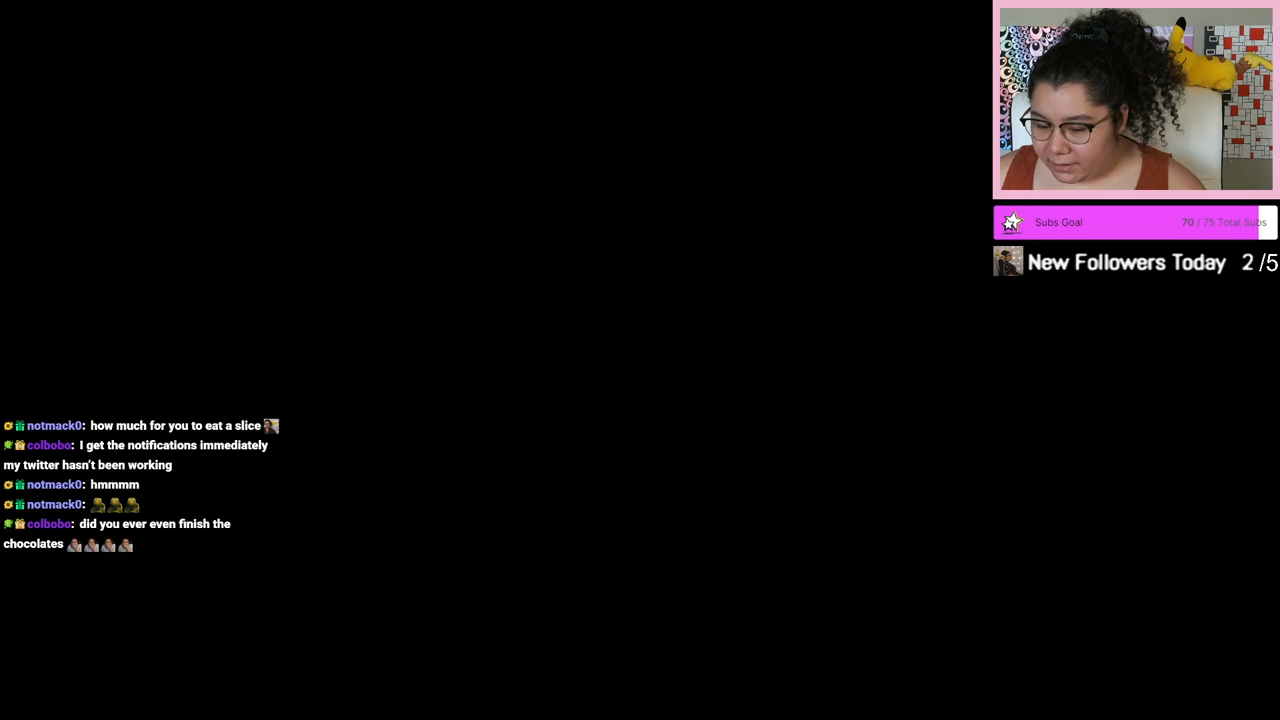 Subs Goal 70 / 75 Total Subs
New Followers Today 2 /5
notmack0: how much for you to eat a slice
colbobo: I get the notifications immediately
my twitter hasn't been working
notmack0: hmmmm
notmack0:
colbobo: did you ever even finish the
chocolates